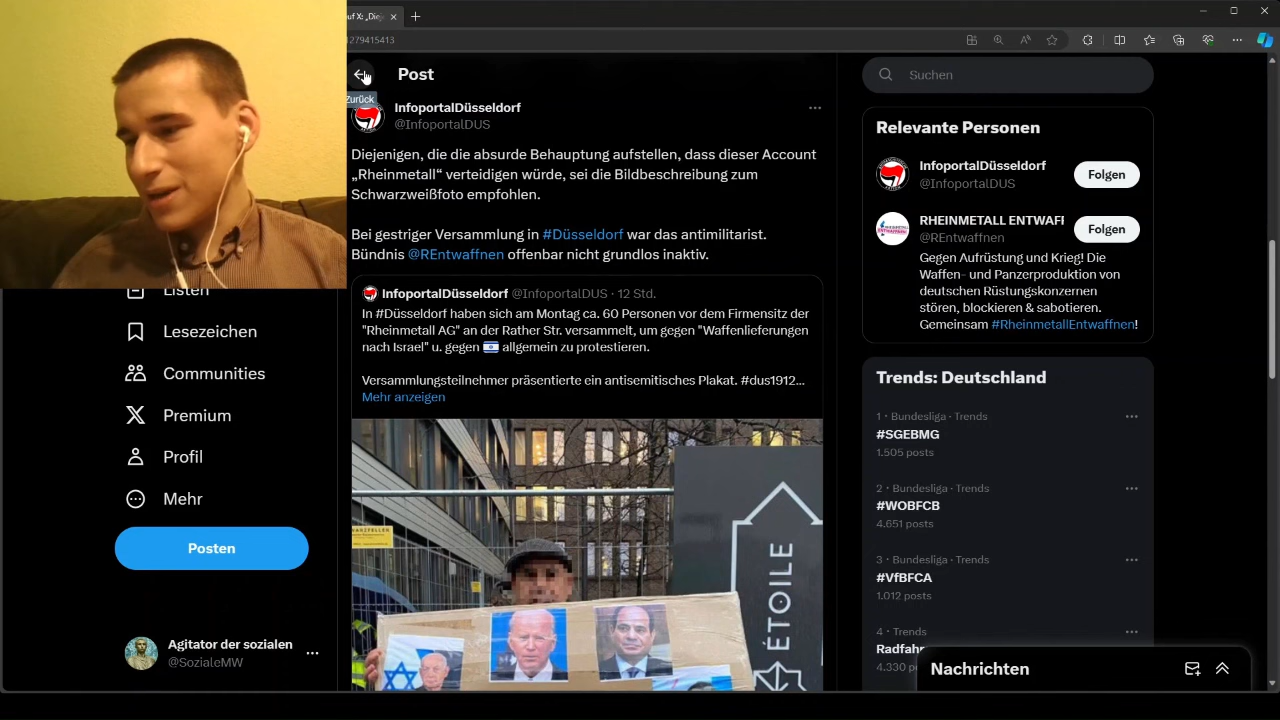 uf X: „Die
1279415413
Post
Zurück
InfoportalDüsseldorf
@InfoportalDUS
Diejenigen, die die absurde Behauptung aufstellen, dass dieser Account
„Rheinmetall“ verteidigen würde, sei die Bildbeschreibung zum
Schwarzweißfoto empfohlen.
Bei gestriger Versammlung in #Düsseldorf war das antimilitarist.
Bündnis @REntwaffnen offenbar nicht grundlos inaktiv.
InfoportalDüsseldorf @InfoportalDUS · 12 Std.
In #Düsseldorf haben sich am Montag ca. 60 Personen vor dem Firmensitz der
"Rheinmetall AG" an der Rather Str. versammelt, um gegen "Waffenlieferungen
nach Israel" u. gegen 🇮🇱 allgemein zu protestieren.
Versammlungsteilnehmer präsentierte ein antisemitisches Plakat. #dus1912...
Mehr anzeigen
ÉTOILE
Listen
Lesezeichen
Communities
Premium
Profil
Mehr
Posten
Agitator der sozialen
@SozialeMW
Suchen
Relevante Personen
InfoportalDüsseldorf
@InfoportalDUS
Folgen
RHEINMETALL ENTWAF
@REntwaffnen
Folgen
Gegen Aufrüstung und Krieg! Die
Waffen- und Panzerproduktion von
deutschen Rüstungskonzernen
stören, blockieren & sabotieren.
Gemeinsam #RheinmetallEntwaffnen!
Trends: Deutschland
1 · Bundesliga · Trends
#SGEBMG
1.505 posts
2 · Bundesliga · Trends
#WOBFCB
4.651 posts
3 · Bundesliga · Trends
#VfBFCA
1.012 posts
4 · Trends
Radfahr
4.330 po
Nachrichten